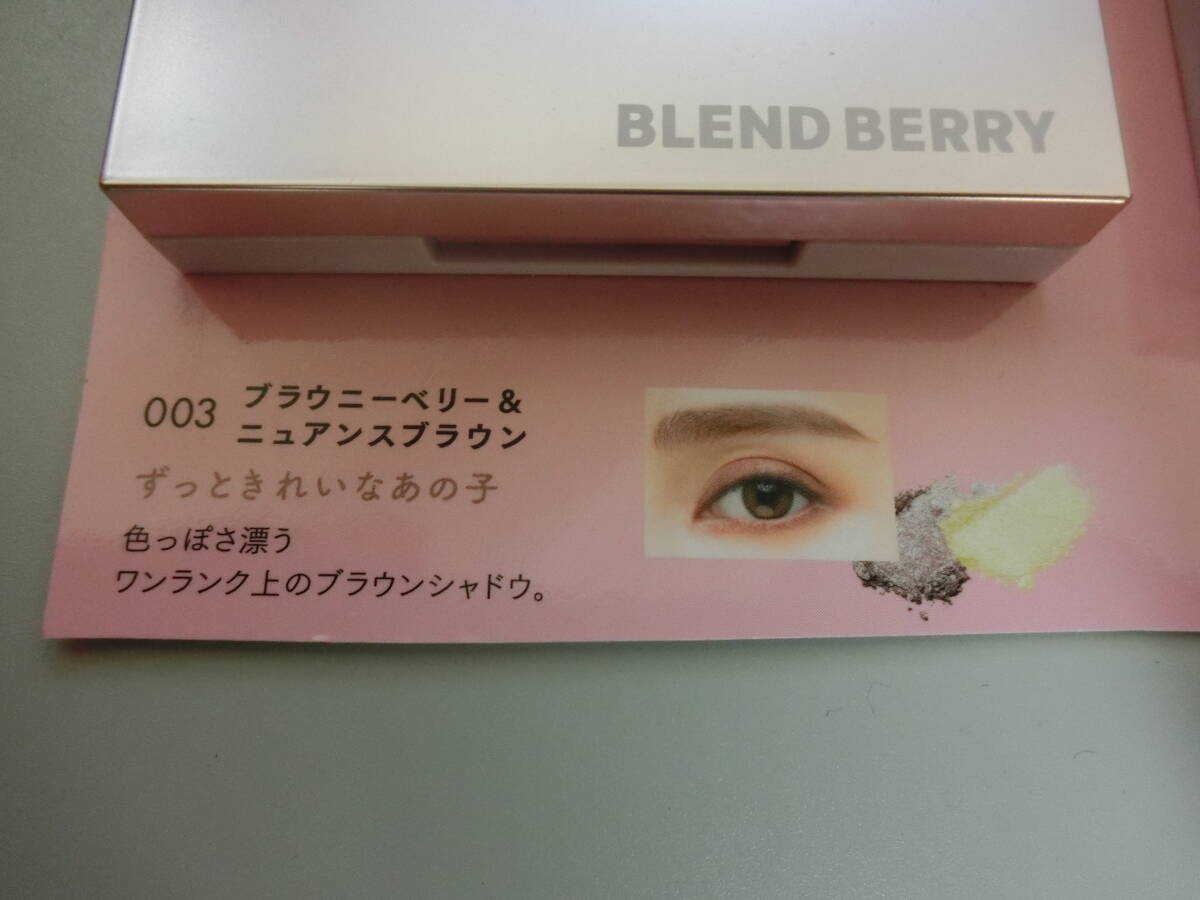 BLEND BERRY
003 ブラウニーベリー&
ニュアンスブラウン
ずっときれいなあの子
色っぽさ漂う
ワンランク上のブラウンシャドウ。